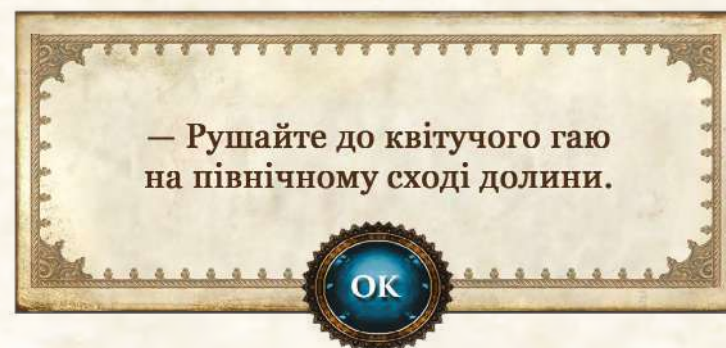 — Рушайте до квітучого гаю
на північному сході долини.
OK